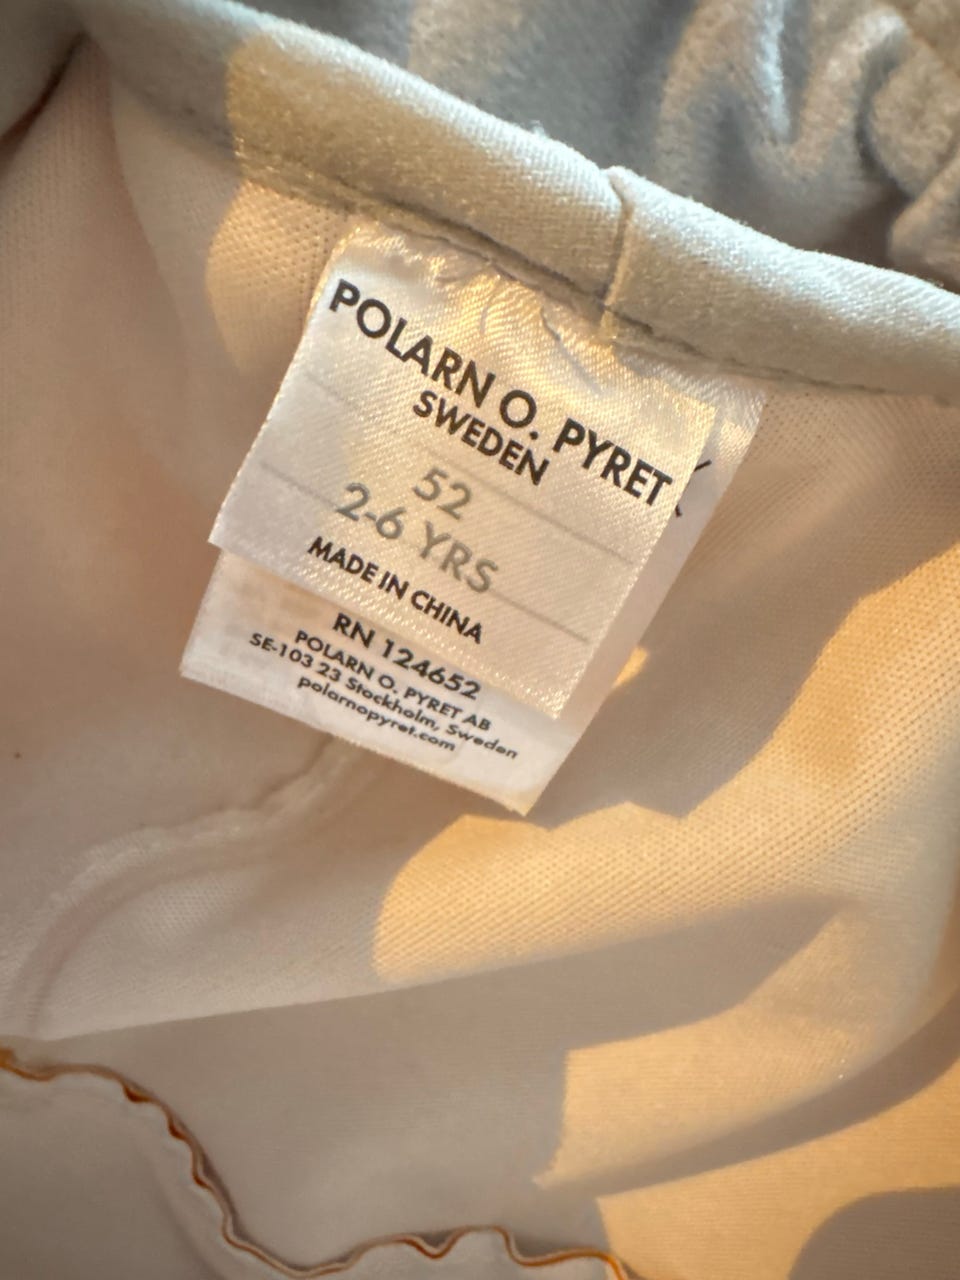 POLARN O. PYRET
SWEDEN
52
2-6 YRS
MADE IN CHINA
RN 124652
POLARN O. PYRET AB
SE-103 23 Stockholm, Sweden
polarnopyret.com